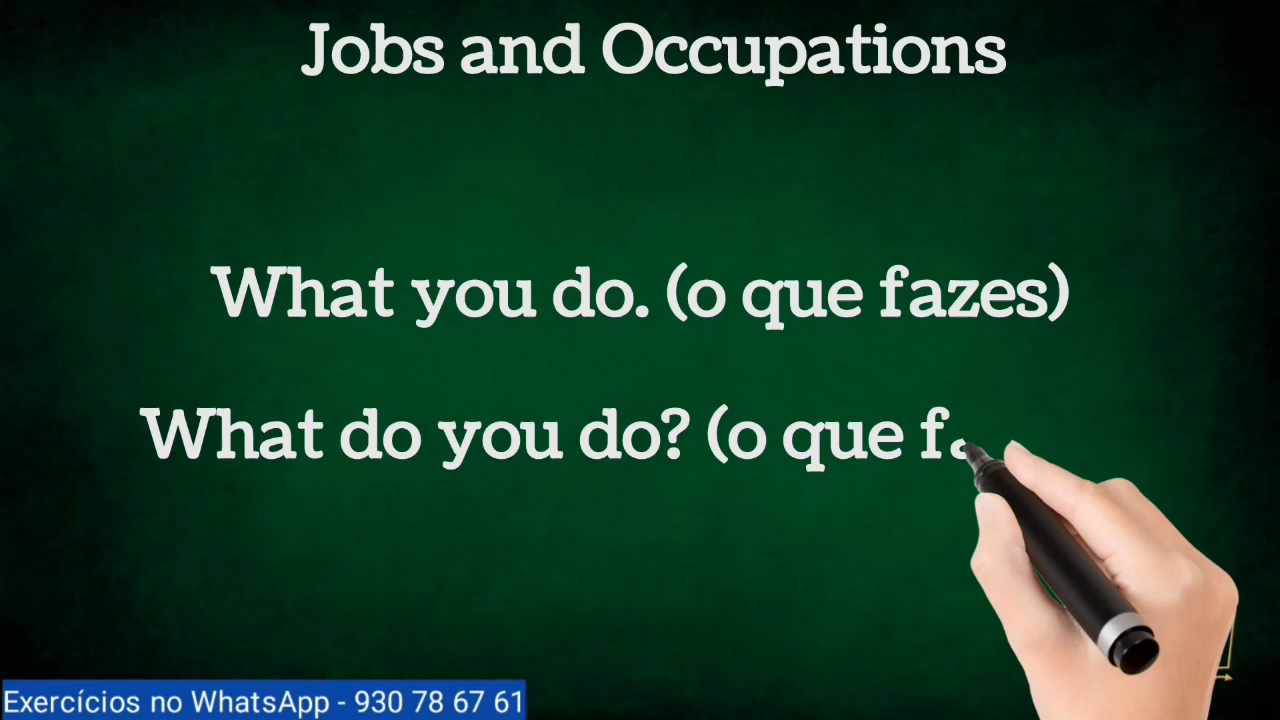 Jobs and Occupations
What you do. (o que fazes)
What do you do? (o que
Exercícios no WhatsApp - 930 78 67 61